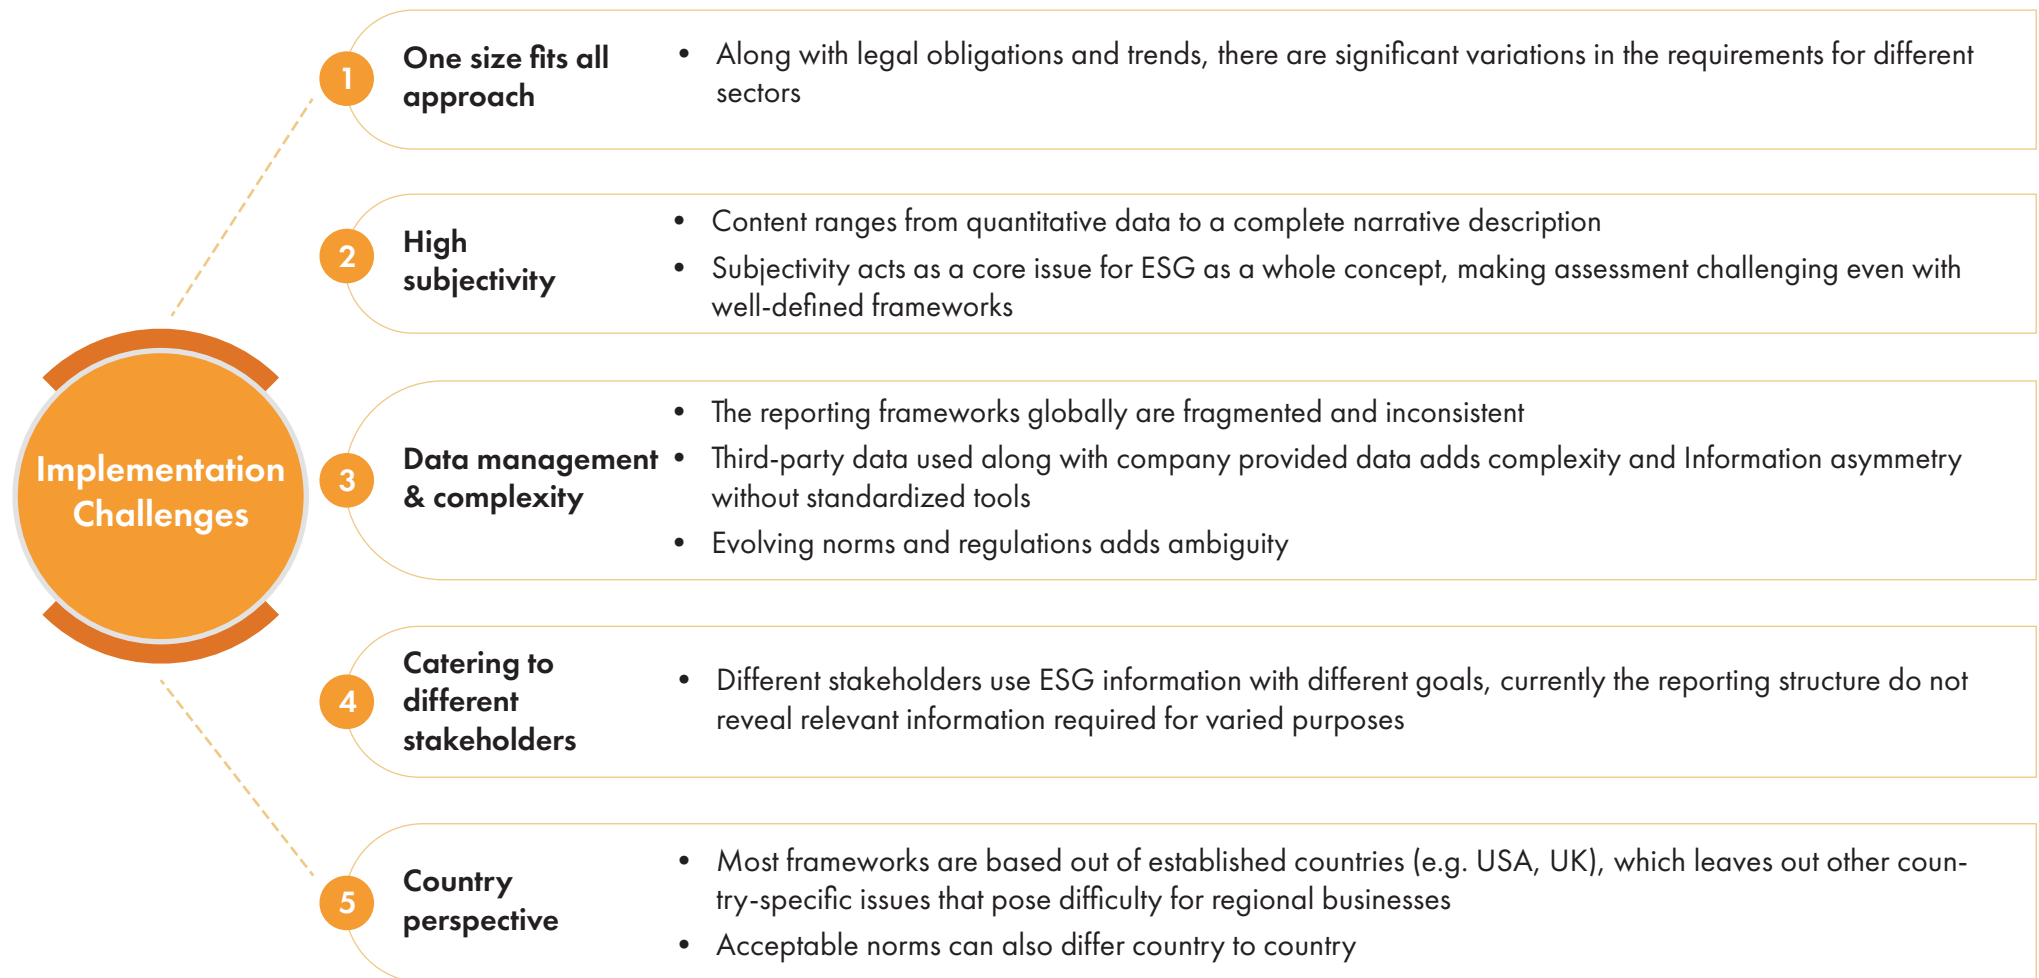 Implementation
Challenges
1
One size fits all
approach
• Along with legal obligations and trends, there are significant variations in the requirements for different
sectors
2
High
subjectivity
• Content ranges from quantitative data to a complete narrative description
• Subjectivity acts as a core issue for ESG as a whole concept, making assessment challenging even with
well-defined frameworks
3
Data management
& complexity
• The reporting frameworks globally are fragmented and inconsistent
• Third-party data used along with company provided data adds complexity and Information asymmetry
without standardized tools
• Evolving norms and regulations adds ambiguity
4
Catering to
different
stakeholders
• Different stakeholders use ESG information with different goals, currently the reporting structure do not
reveal relevant information required for varied purposes
5
Country
perspective
• Most frameworks are based out of established countries (e.g. USA, UK), which leaves out other coun-
try-specific issues that pose difficulty for regional businesses
• Acceptable norms can also differ country to country